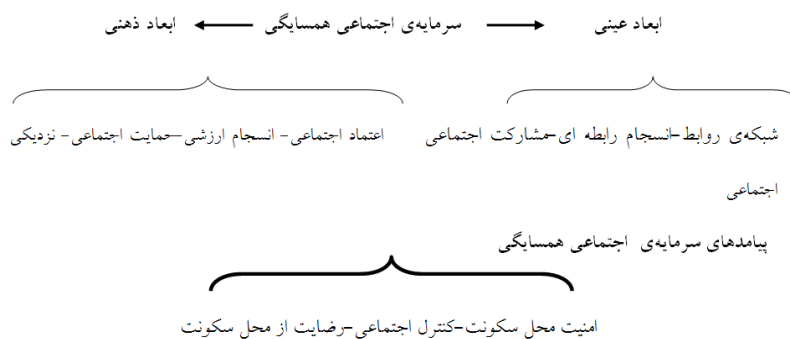 ابعاد عینی سرمایه‌ی اجتماعی همسایگی ابعاد ذهنی
شبکه‌ی روابط-انسجام رابطه ای-مشارکت اجتماعی اعتماد اجتماعی- انسجام ارزشی-حمایت اجتماعی- نزدیکی
اجتماعی
پیامدهای سرمایه‌ی اجتماعی همسایگی
امنیت محل سکونت-کنترل اجتماعی-رضایت از محل سکونت